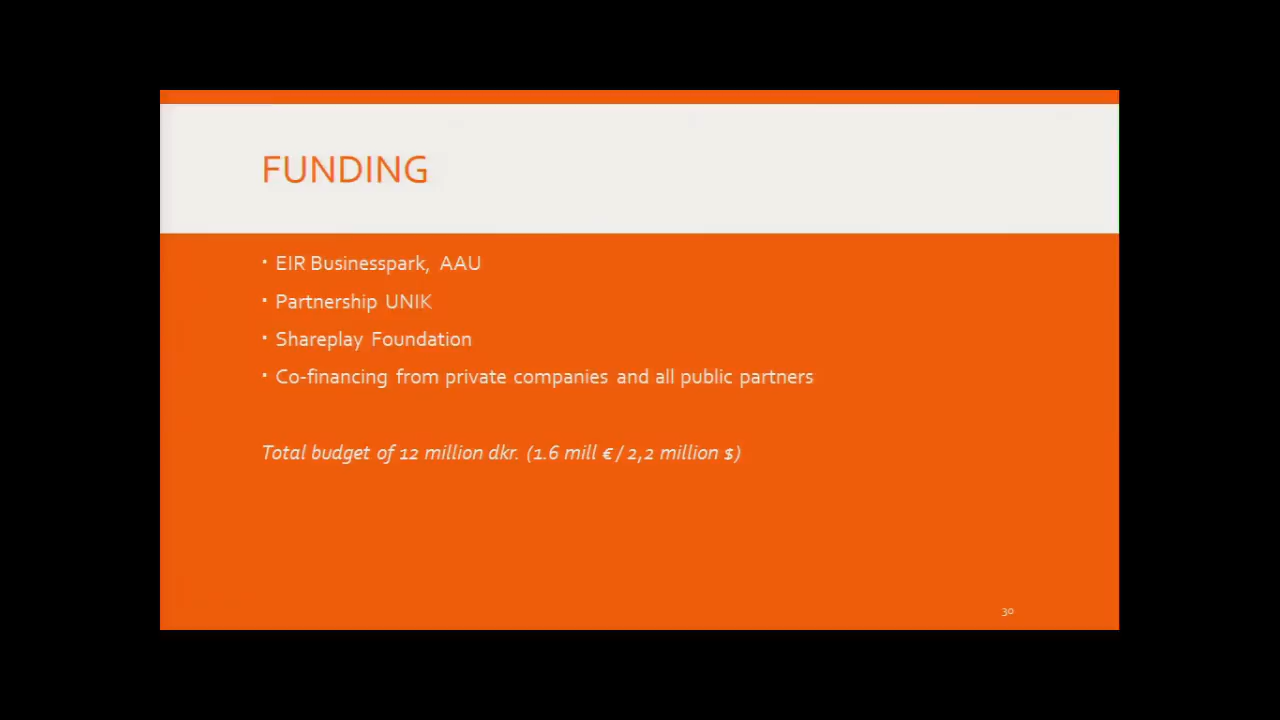 FUNDING
• EIR Businesspark, AAU
• Partnership UNIK
• Shareplay Foundation
• Co-financing from private companies and all public partners
Total budget of 12 million dkr. (1.6 mill € / 2,2 million $)
30